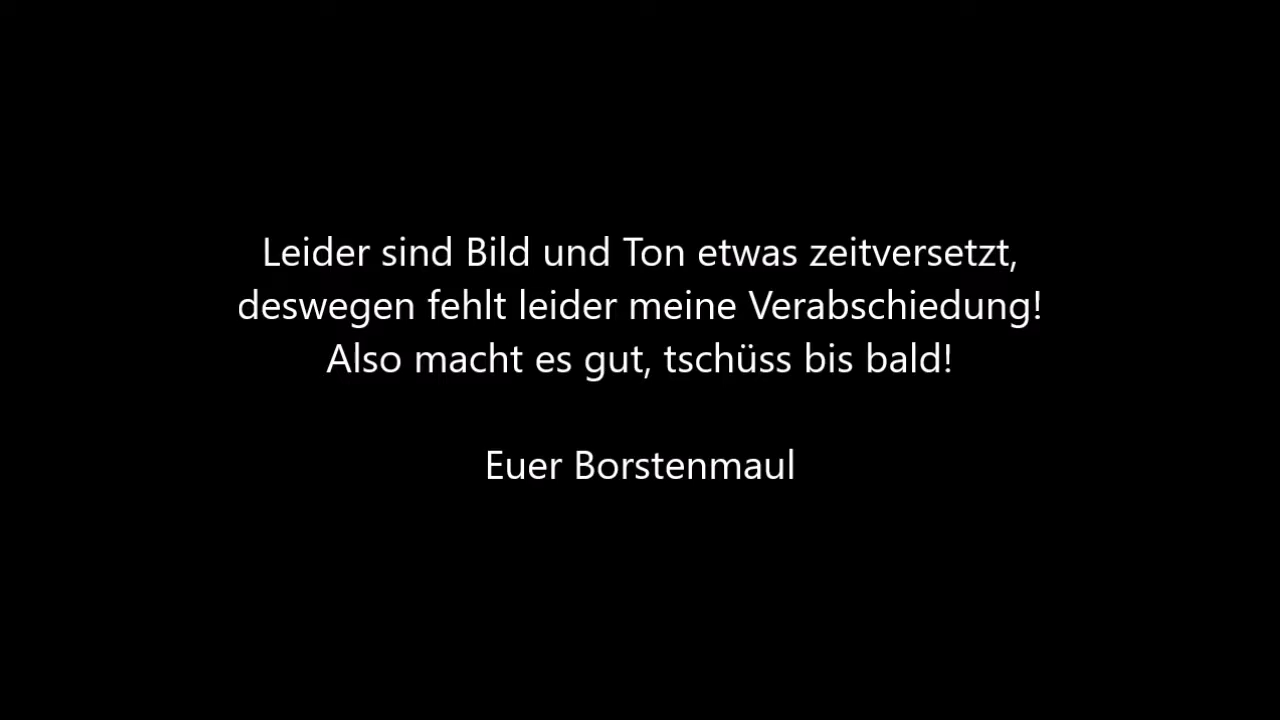 Leider sind Bild und Ton etwas zeitversetzt,
deswegen fehlt leider meine Verabschiedung!
Also macht es gut, tschüss bis bald!
Euer Borstenmaul